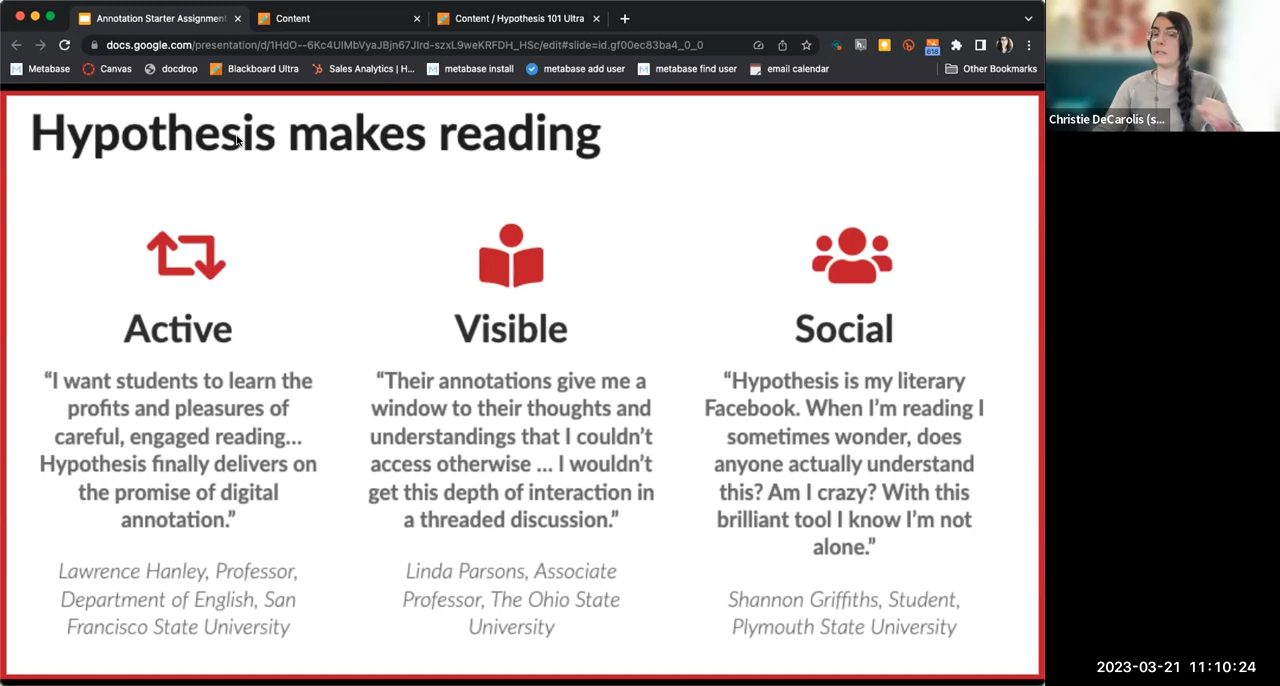 Annotation Starter Assignment
Content
Content / Hypothesis 101 Ultra
docs.google.com/presentation/d/1HdO--6Kc4UIMbVyaJBjn67JIrd-szxL9weKRFDH_HSc/edit#slide=id.gf00ec83ba4_0_0
618
Metabase
Canvas
docdrop
Blackboard Ultra
Sales Analytics | H...
metabase install
metabase add user
metabase find user
email calendar
Other Bookmarks
Christie DeCarolis (s...
Hypothesis makes reading
Active
“I want students to learn the
profits and pleasures of
careful, engaged reading...
Hypothesis finally delivers on
the promise of digital
annotation.”
Lawrence Hanley, Professor,
Department of English, San
Francisco State University
Visible
“Their annotations give me a
window to their thoughts and
understandings that I couldn’t
access otherwise ... I wouldn’t
get this depth of interaction in
a threaded discussion.”
Linda Parsons, Associate
Professor, The Ohio State
University
Social
“Hypothesis is my literary
Facebook. When I’m reading I
sometimes wonder, does
anyone actually understand
this? Am I crazy? With this
brilliant tool I know I’m not
alone.”
Shannon Griffiths, Student,
Plymouth State University
2023-03-21 11:10:24